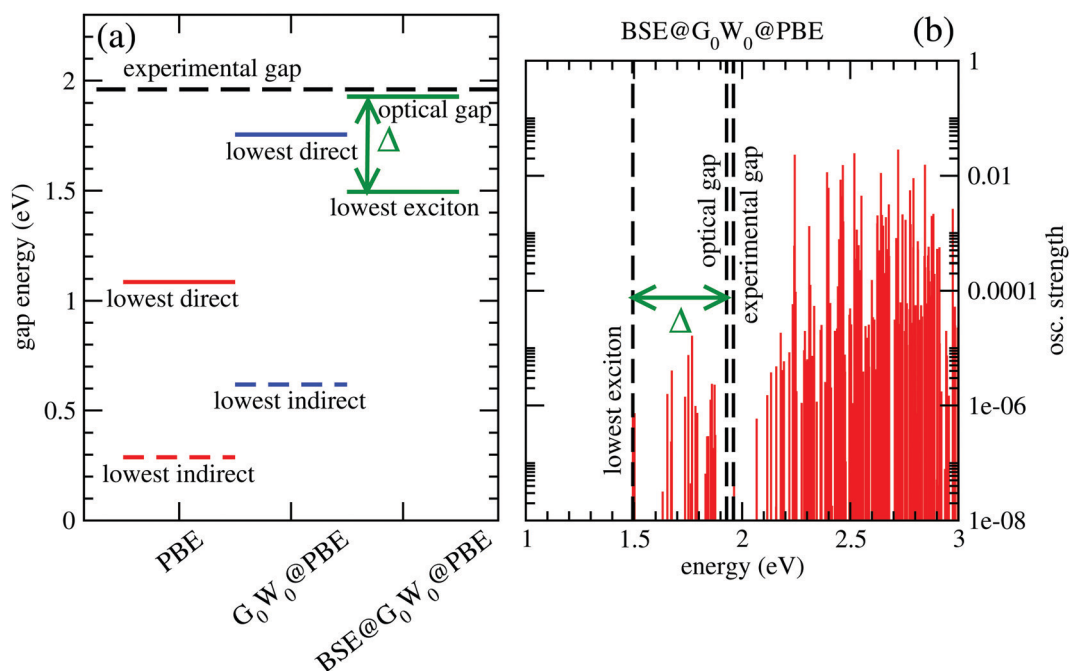 BSE@G₀W₀@PBE
(a)
(b)
experimental gap
optical gap
lowest direct
Δ
lowest exciton
lowest direct
lowest indirect
lowest indirect
gap energy (eV)
2
1.5
1
0.5
0
PBE
G₀W₀@PBE
BSE@G₀W₀@PBE
lowest exciton
Δ
optical gap
experimental gap
1
0.01
0.0001
1e-06
1e-08
osc. strength
1
1.5
2
2.5
3
energy (eV)